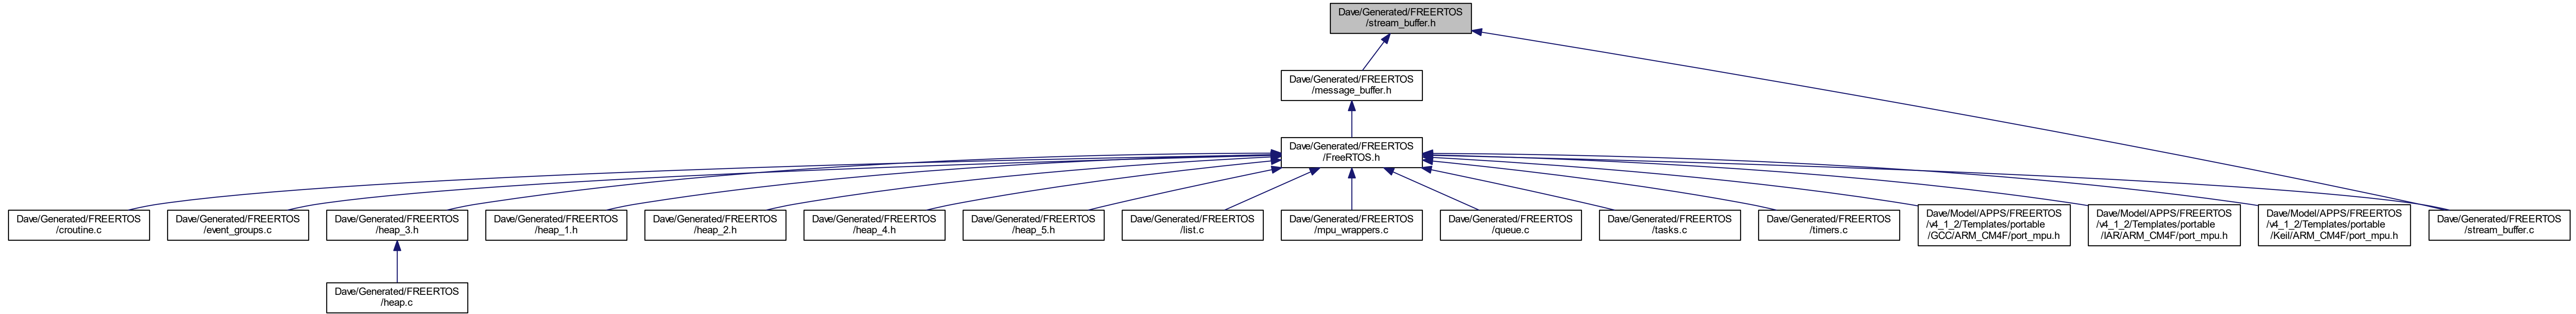 Dave/Generated/FREERTOS
/stream_buffer.h
Dave/Generated/FREERTOS
/message_buffer.h
Dave/Generated/FREERTOS
/FreeRTOS.h
Dave/Generated/FREERTOS
/croutine.c
Dave/Generated/FREERTOS
/event_groups.c
Dave/Generated/FREERTOS
/heap_3.h
Dave/Generated/FREERTOS
/heap_1.h
Dave/Generated/FREERTOS
/heap_2.h
Dave/Generated/FREERTOS
/heap_4.h
Dave/Generated/FREERTOS
/heap_5.h
Dave/Generated/FREERTOS
/list.c
Dave/Generated/FREERTOS
/mpu_wrappers.c
Dave/Generated/FREERTOS
/queue.c
Dave/Generated/FREERTOS
/tasks.c
Dave/Generated/FREERTOS
/timers.c
Dave/Model/APPS/FREERTOS
/v4_1_2/Templates/portable
/GCC/ARM_CM4F/port_mpu.h
Dave/Model/APPS/FREERTOS
/v4_1_2/Templates/portable
/IAR/ARM_CM4F/port_mpu.h
Dave/Model/APPS/FREERTOS
/v4_1_2/Templates/portable
/Keil/ARM_CM4F/port_mpu.h
Dave/Generated/FREERTOS
/stream_buffer.c
Dave/Generated/FREERTOS
/heap.c